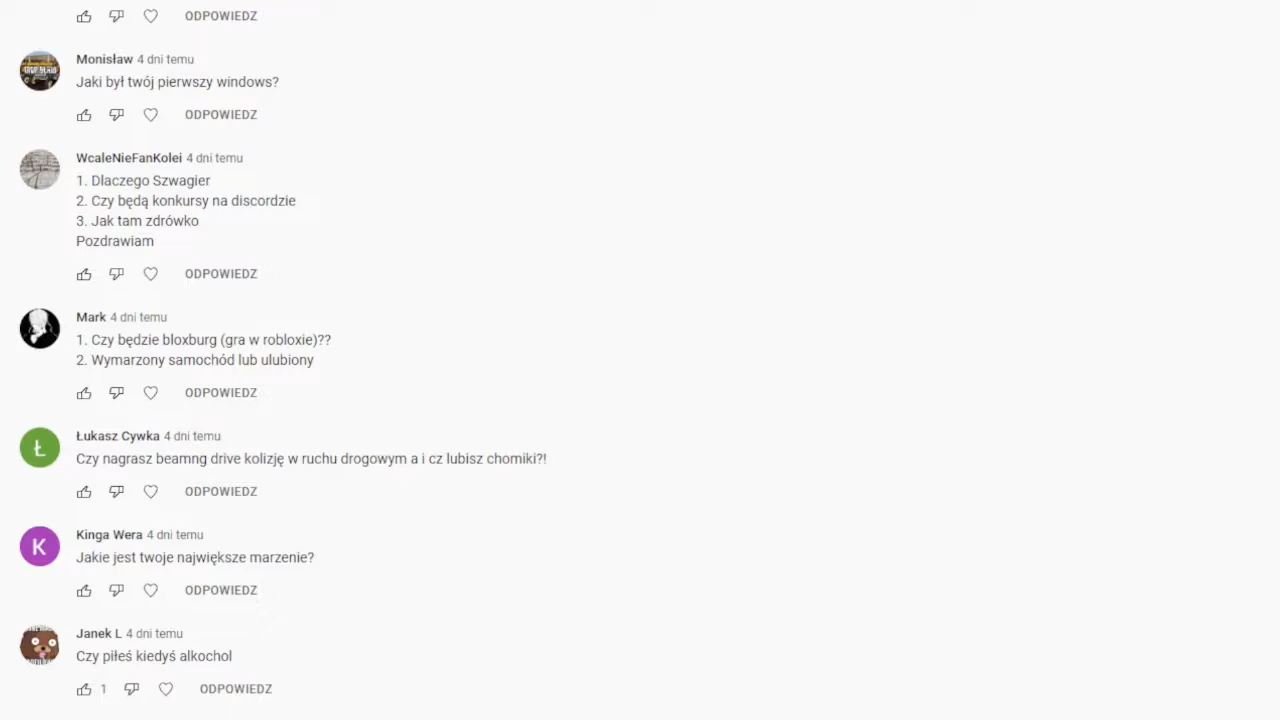 ODPOWIEDZ
Monisław 4 dni temu
Jaki był twój pierwszy windows?
ODPOWIEDZ
WcaleNieFanKolei 4 dni temu
1. Dlaczego Szwagier
2. Czy będą konkursy na discordzie
3. Jak tam zdrówko
Pozdrawiam
ODPOWIEDZ
Mark 4 dni temu
1. Czy będzie bloxburg (gra w robloxie)??
2. Wymarzony samochód lub ulubiony
ODPOWIEDZ
Ł
Łukasz Cywka 4 dni temu
Czy nagrasz beamng drive kolizję w ruchu drogowym a i cz lubisz chomiki?!
ODPOWIEDZ
K
Kinga Wera 4 dni temu
Jakie jest twoje największe marzenie?
ODPOWIEDZ
Janek L 4 dni temu
Czy piłeś kiedyś alkochol
1 ODPOWIEDZ